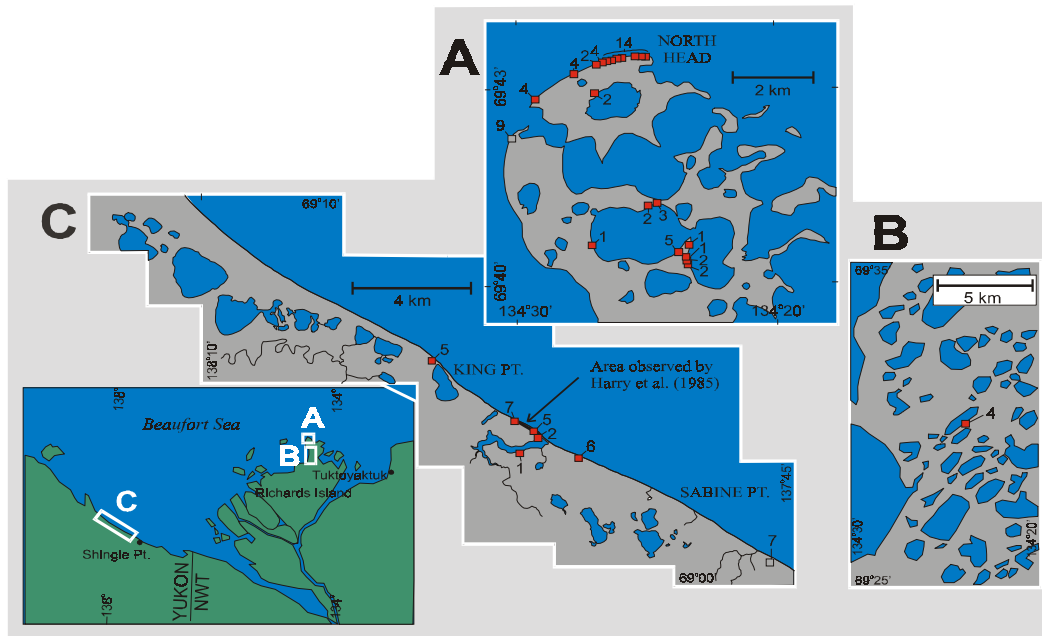 A
NORTH
HEAD
14
4
2
4
4
2
9
2 km
69°43'
2
3
1
5
1
1
2
2
69°40'
134°30'
134°20'
C
69°10'
4 km
138°10'
5
KING PT.
Area observed by
Harry et al. (1985)
7
5
2
1
6
SABINE PT.
137°45'
7
69°00'
B
69°35'
5 km
4
134°30'
134°20'
69°25'
138°
134°
Beaufort Sea
A
B
Tuktoyaktuk
Richards Island
C
Shingle Pt.
YUKON
NWT
138°
134°